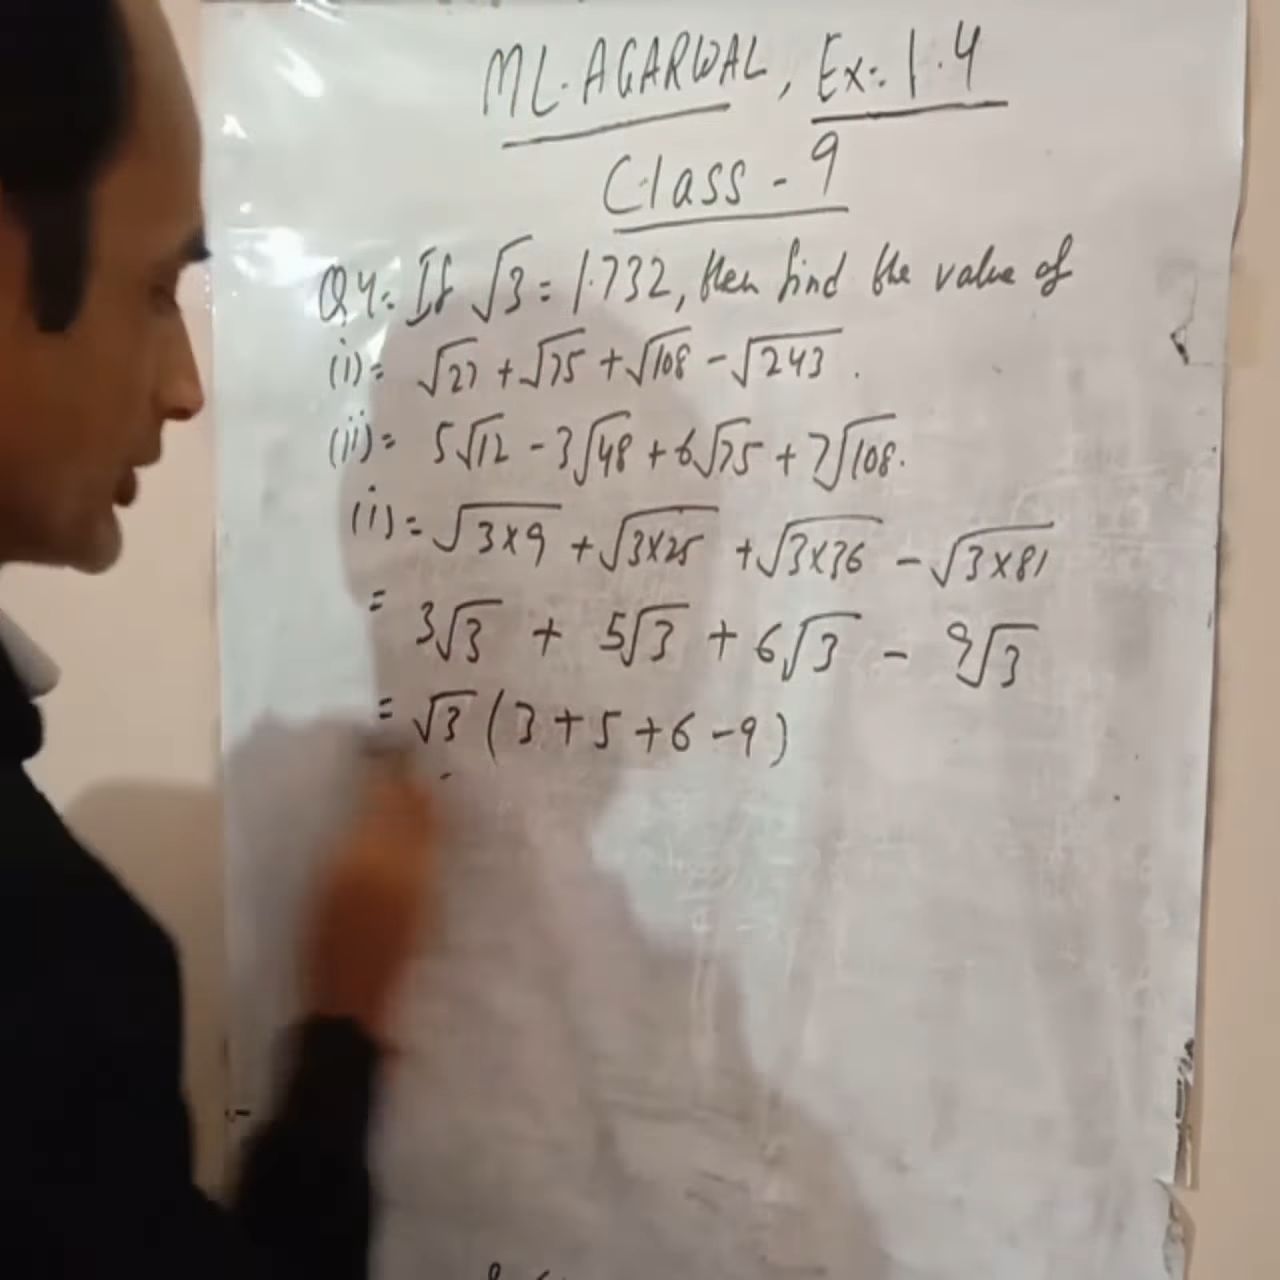 ML. AGARWAL, Ex:. 1.4
Class - 9
Q4:. If √3 = 1.732, then find the value of
(i)= √27 + √75 + √108 - √243 .
(ii)= 5√12 - 3√48 + 6√75 + 7√108.
(i)= √3×9 + √3×25 + √3×36 - √3×81
= 3√3 + 5√3 + 6√3 - 9√3
= √3 (3+5+6-9)